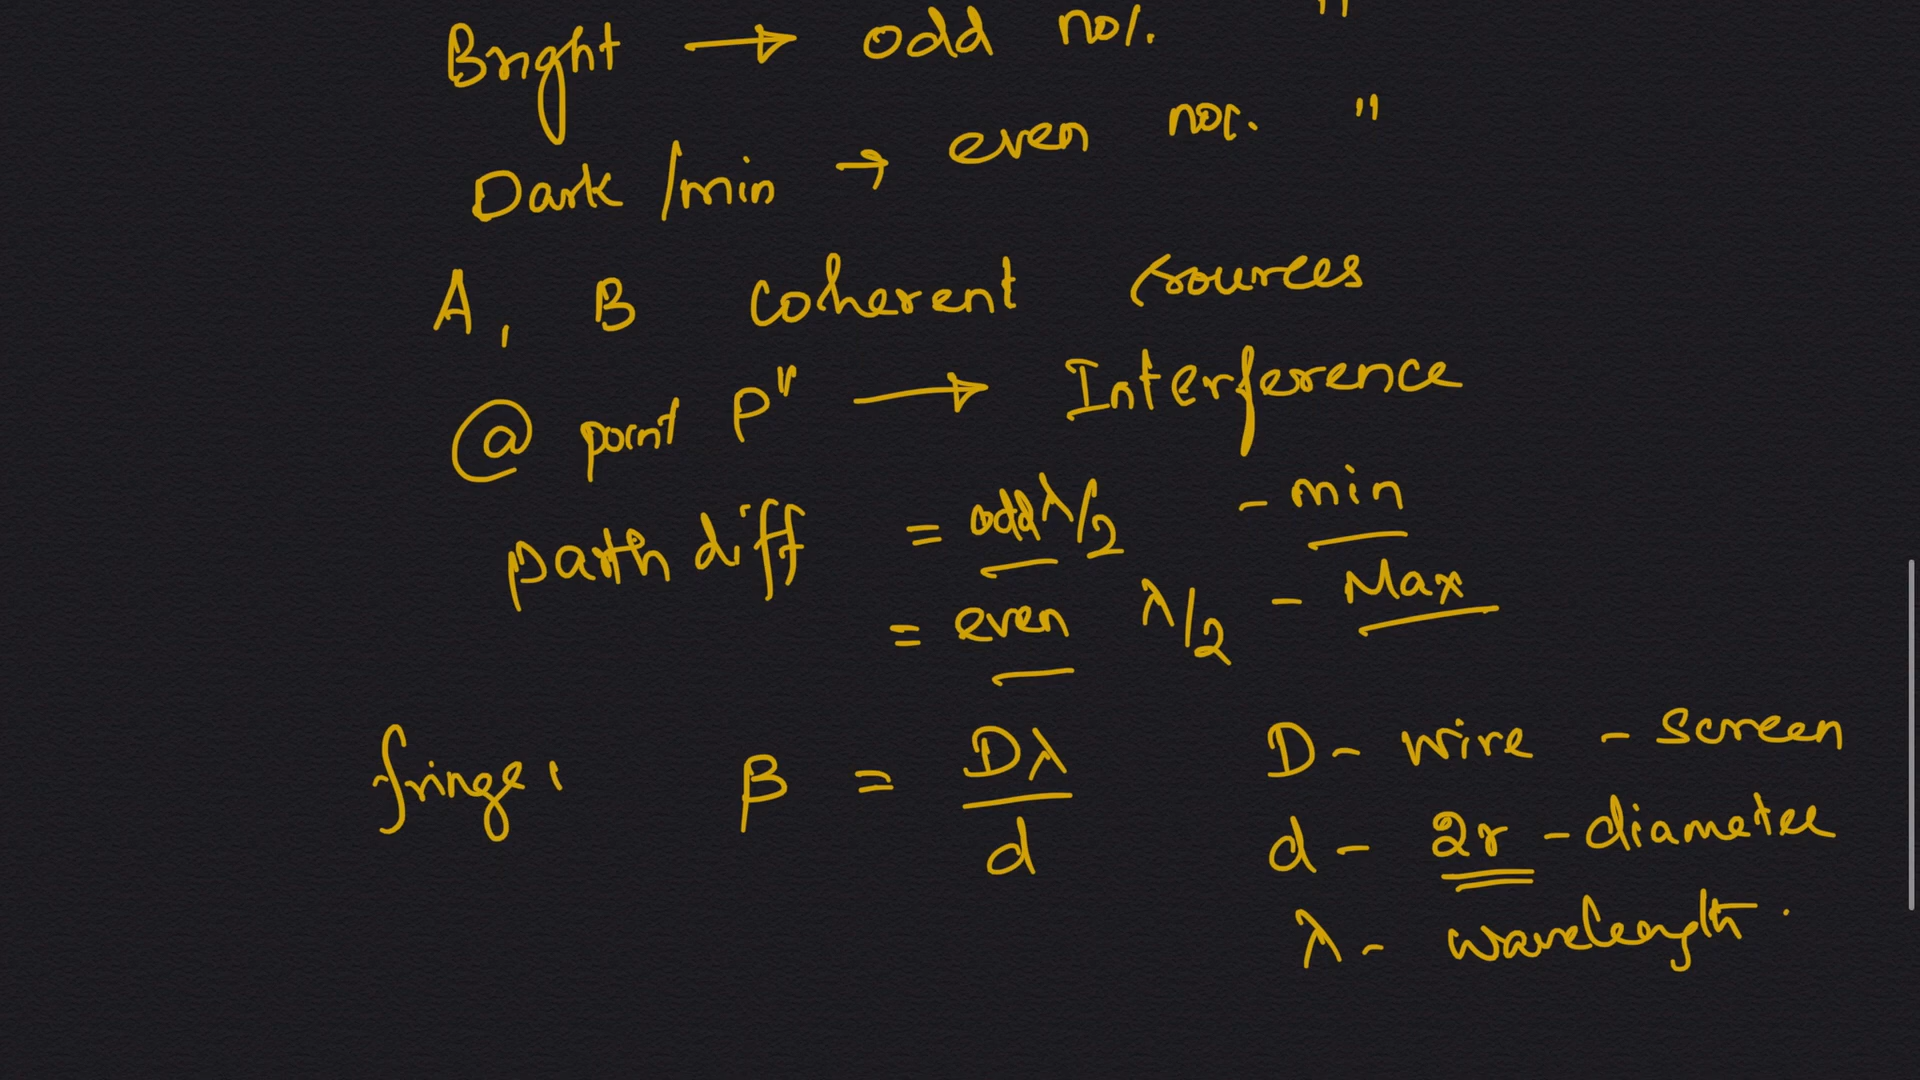 Bright → odd no/. "
Dark /min → even no/. "
A, B coherent sources
@ point P" → Interference
path diff = odd λ/2 - min
= even λ/2 - Max
fringe, β = Dλ/d
D - wire - screen
d - 2r - diameter
λ - wavelength.